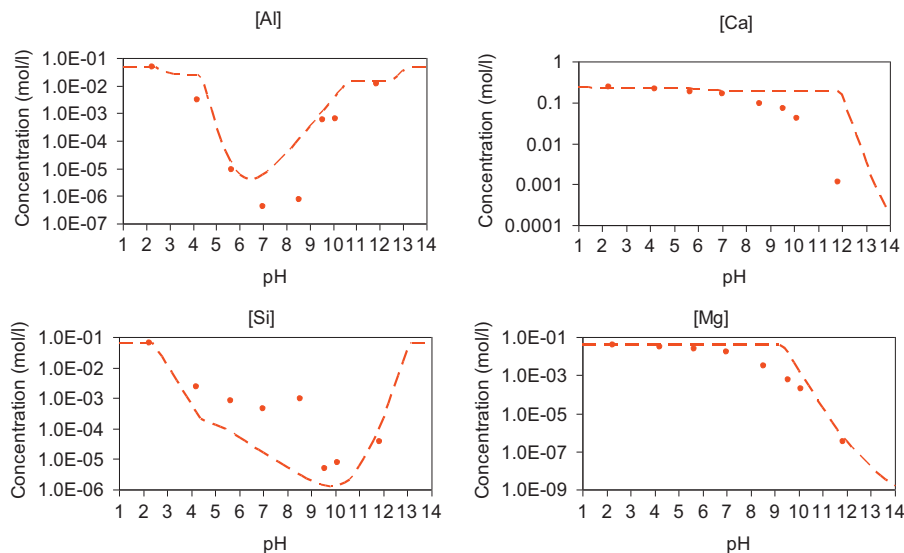 [Al]
Concentration (mol/l)
1.0E-01
1.0E-02
1.0E-03
1.0E-04
1.0E-05
1.0E-06
1.0E-07
1 2 3 4 5 6 7 8 9 10 11 12 13 14
pH
[Ca]
Concentration (mol/l)
1
0.1
0.01
0.001
0.0001
1 2 3 4 5 6 7 8 9 10 11 12 13 14
pH
[Si]
Concentration (mol/l)
1.0E-01
1.0E-02
1.0E-03
1.0E-04
1.0E-05
1.0E-06
1 2 3 4 5 6 7 8 9 10 11 12 13 14
pH
[Mg]
Concentration (mol/l)
1.0E-01
1.0E-03
1.0E-05
1.0E-07
1.0E-09
1 2 3 4 5 6 7 8 9 10 11 12 13 14
pH